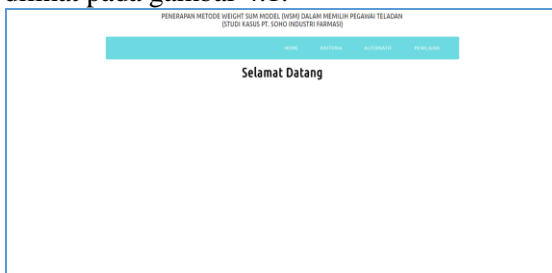 dilihat pada gambar 4.1.
PENERAPAN METODE WEIGHT SUM MODEL (WSM) DALAM MEMILIH PEGAWAI TELADAN
(STUDI KASUS PT. SOHO INDUSTRI FARMASI)
HOME KRITERIA ALTERNATIF PENILAIAN
Selamat Datang